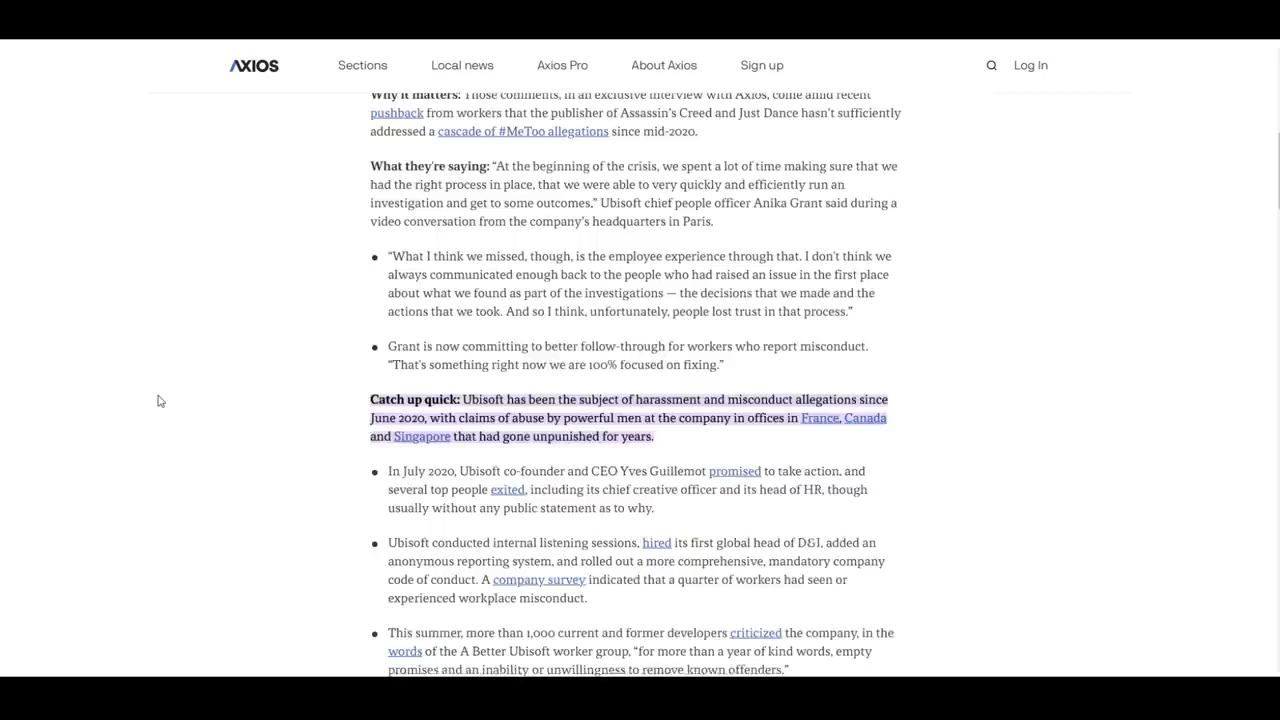 AXIOS Sections Local news Axios Pro About Axios Sign up Log In
Why it matters: Those comments, in an exclusive interview with Axios, come amid recent
pushback from workers that the publisher of Assassin's Creed and Just Dance hasn't sufficiently
addressed a cascade of #MeToo allegations since mid-2020.
What they're saying: “At the beginning of the crisis, we spent a lot of time making sure that we
had the right process in place, that we were able to very quickly and efficiently run an
investigation and get to some outcomes,” Ubisoft chief people officer Anika Grant said during a
video conversation from the company's headquarters in Paris.
• “What I think we missed, though, is the employee experience through that. I don't think we
always communicated enough back to the people who had raised an issue in the first place
about what we found as part of the investigations — the decisions that we made and the
actions that we took. And so I think, unfortunately, people lost trust in that process.”
• Grant is now committing to better follow-through for workers who report misconduct.
“That's something right now we are 100% focused on fixing.”
Catch up quick: Ubisoft has been the subject of harassment and misconduct allegations since
June 2020, with claims of abuse by powerful men at the company in offices in France, Canada
and Singapore that had gone unpunished for years.
• In July 2020, Ubisoft co-founder and CEO Yves Guillemot promised to take action, and
several top people exited, including its chief creative officer and its head of HR, though
usually without any public statement as to why.
• Ubisoft conducted internal listening sessions, hired its first global head of D&I, added an
anonymous reporting system, and rolled out a more comprehensive, mandatory company
code of conduct. A company survey indicated that a quarter of workers had seen or
experienced workplace misconduct.
• This summer, more than 1,000 current and former developers criticized the company, in the
words of the A Better Ubisoft worker group, “for more than a year of kind words, empty
promises and an inability or unwillingness to remove known offenders.”